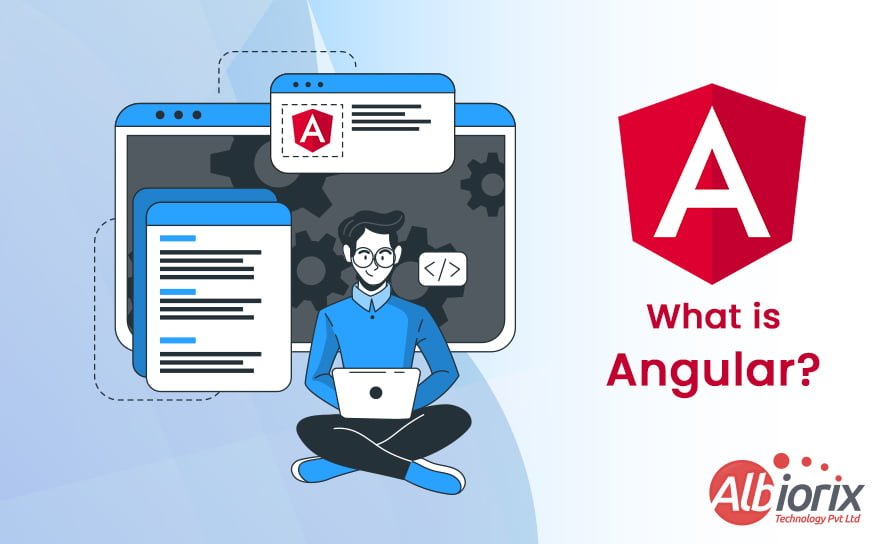 A
</>
A
What is
Angular?
Albiorix
Technology Pvt Ltd